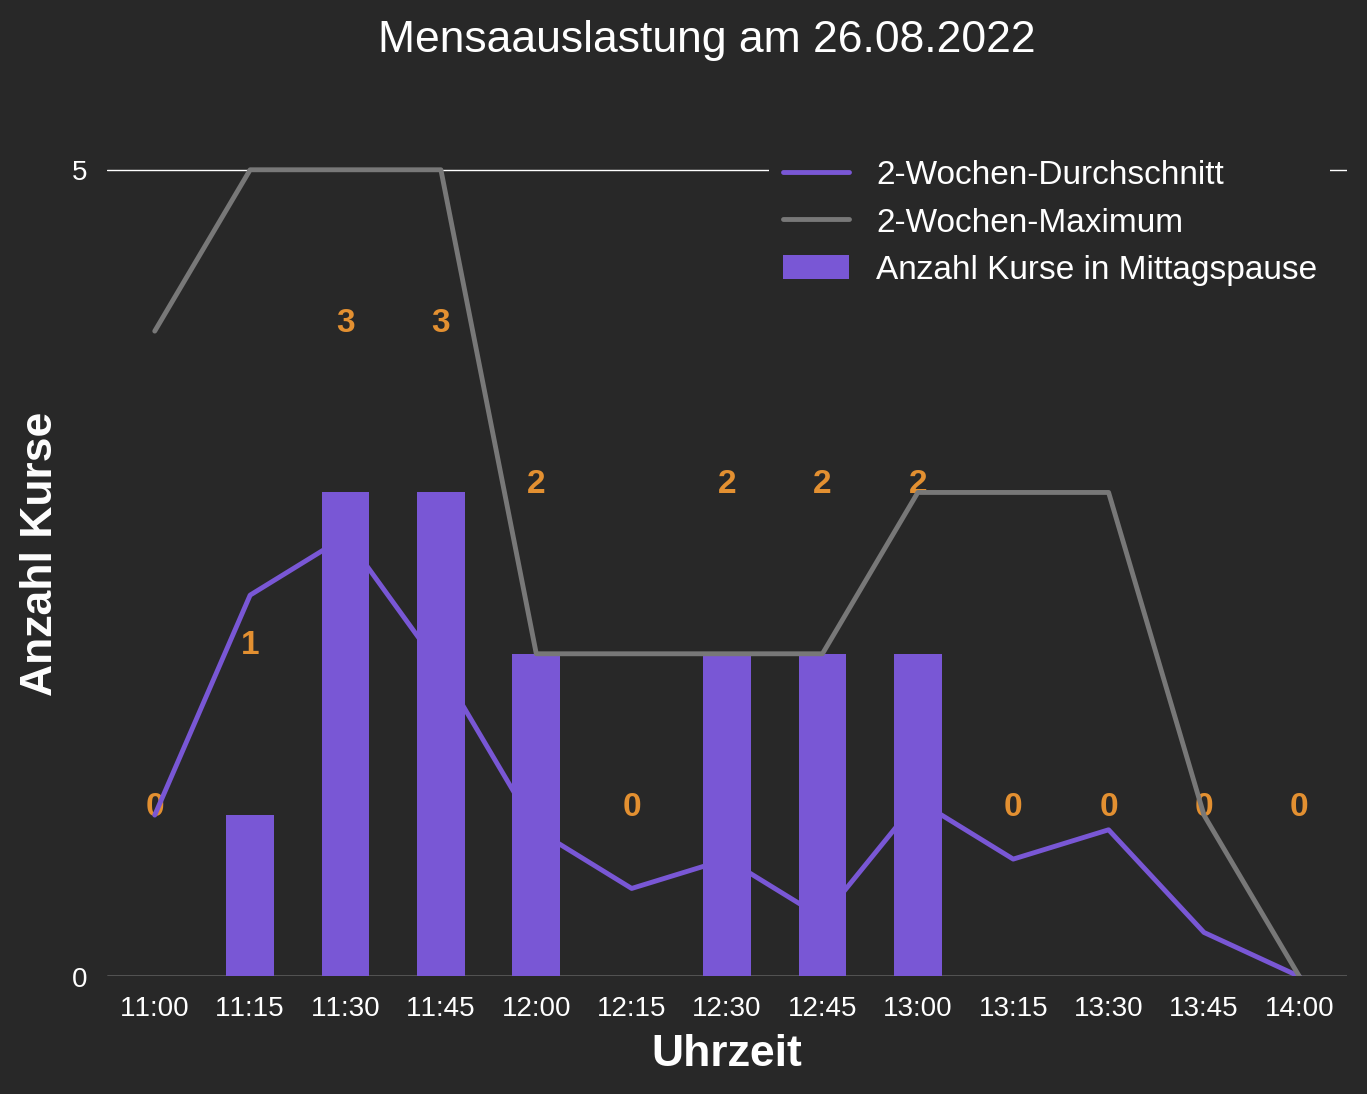 Mensaauslastung am 26.08.2022
5
2-Wochen-Durchschnitt
2-Wochen-Maximum
Anzahl Kurse in Mittagspause
3 3
2 2 2 2
1
0 0 0 0 0 0
Anzahl Kurse
0
11:00 11:15 11:30 11:45 12:00 12:15 12:30 12:45 13:00 13:15 13:30 13:45 14:00
Uhrzeit